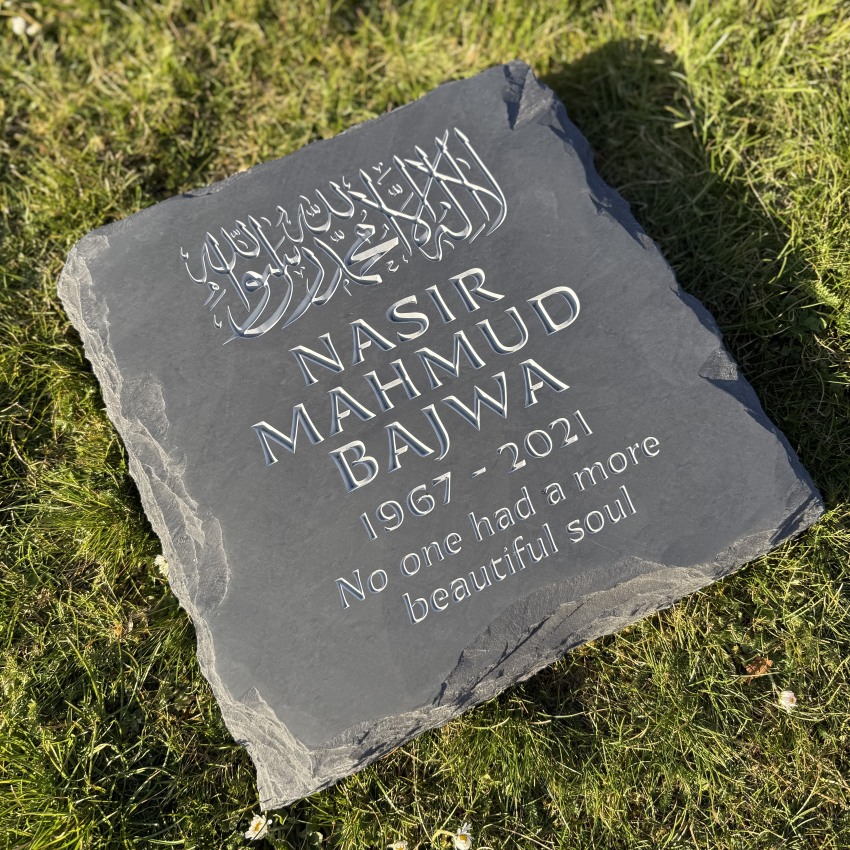 لا إله إلا الله محمد رسول الله
NASIR
MAHMUD
BAJWA
1967 - 2021
No one had a more
beautiful soul